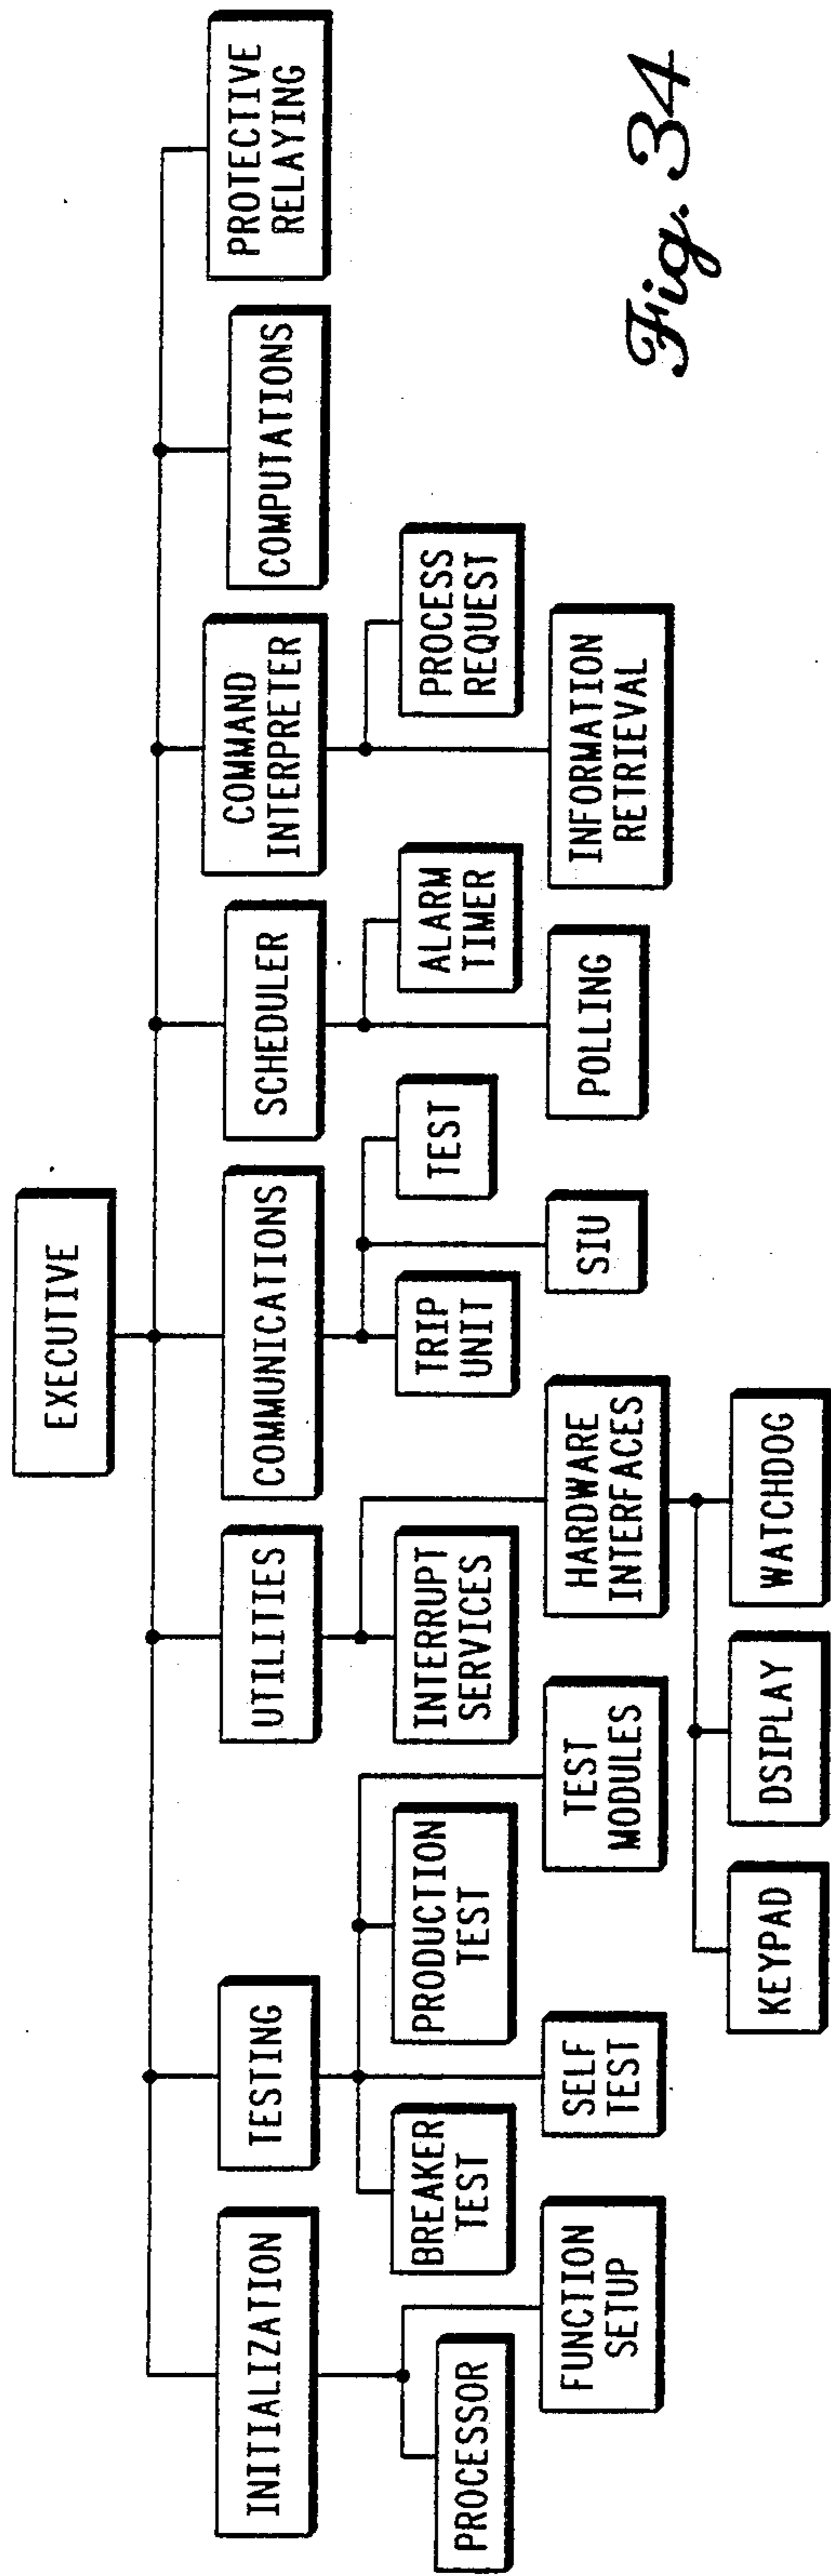 EXECUTIVE
INITIALIZATION
TESTING
UTILITIES
COMMUNICATIONS
SCHEDULER
COMMAND
INTERPRETER
COMPUTATIONS
PROTECTIVE
RELAYING
PROCESSOR
BREAKER
TEST
PRODUCTION
TEST
INTERRUPT
SERVICES
TRIP
UNIT
TEST
ALARM
TIMER
PROCESS
REQUEST
FUNCTION
SETUP
SELF
TEST
TEST
MODULES
HARDWARE
INTERFACES
SIU
POLLING
INFORMATION
RETRIEVAL
KEYPAD
DSIPLAY
WATCHDOG
Fig. 34